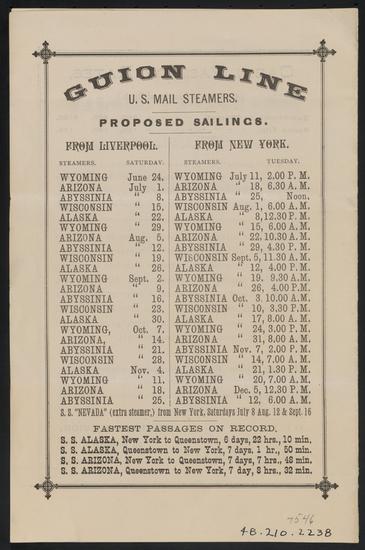 GUION LINE
U. S. MAIL STEAMERS.
PROPOSED SAILINGS.
FROM LIVERPOOL. FROM NEW YORK.
STEAMERS. SATURDAY. STEAMERS. TUESDAY.
WYOMING June 24, WYOMING July 11, 2.00 P. M.
ARIZONA July 1. ARIZONA " 18, 6.30 A. M.
ABYSSINIA " 8, ABYSSINIA " 25, Noon.
WISCONSIN " 15, WISCONSIN Aug. 1, 6.00 A. M.
ALASKA " 22, ALASKA " 8, 12.30 P. M.
WYOMING " 29. WYOMING " 15, 6.00 A. M.
ARIZONA Aug. 5. ARIZONA " 22, 10.30 A. M.
ABYSSINIA " 12. ABYSSINIA " 29, 4.30 P. M.
WISCONSIN " 19. WISCONSIN Sept. 5, 11.30 A. M.
ALASKA " 26. ALASKA " 12, 4.00 P. M.
WYOMING Sept. 2. WYOMING " 19. 9.30 A. M.
ARIZONA " 9, ARIZONA " 26, 4.00 P. M.
ABYSSINIA " 16, ABYSSINIA Oct. 3, 10.00 A. M.
WISCONSIN " 23, WISCONSIN " 10, 3.30 P. M.
ALASKA " 30. ALASKA " 17, 8.00 A. M.
WYOMING, Oct. 7. WYOMING " 24, 3.00 P. M.
ARIZONA, " 14. ARIZONA " 31, 8.00 A. M.
ABYSSINIA " 21. ABYSSINIA Nov. 7, 2.00 P. M.
WISCONSIN " 28. WISCONSIN " 14, 7.00 A. M.
ALASKA Nov. 4. ALASKA " 21, 1.30 P. M.
WYOMING " 11. WYOMING " 20, 7.00 A. M.
ARIZONA " 18. ARIZONA Dec. 5, 12.30 P. M.
ABYSSINIA " 25. ABYSSINIA " 12, 6.00 A. M.
S. S. "NEVADA" (extra steamer,) from New York, Saturdays July 8 Aug. 12 & Sept. 16
FASTEST PASSAGES ON RECORD.
S. S. ALASKA, New York to Queenstown, 6 days, 22 hrs., 10 min.
S. S. ALASKA, Queenstown to New York, 7 days, 1 hr., 50 min.
S. S. ARIZONA, New York to Queenstown, 7 days, 7 hrs., 48 min.
S. S. ARIZONA, Queenstown to New York, 7 day, 8 hrs., 32 min.
7546
48.210.2238